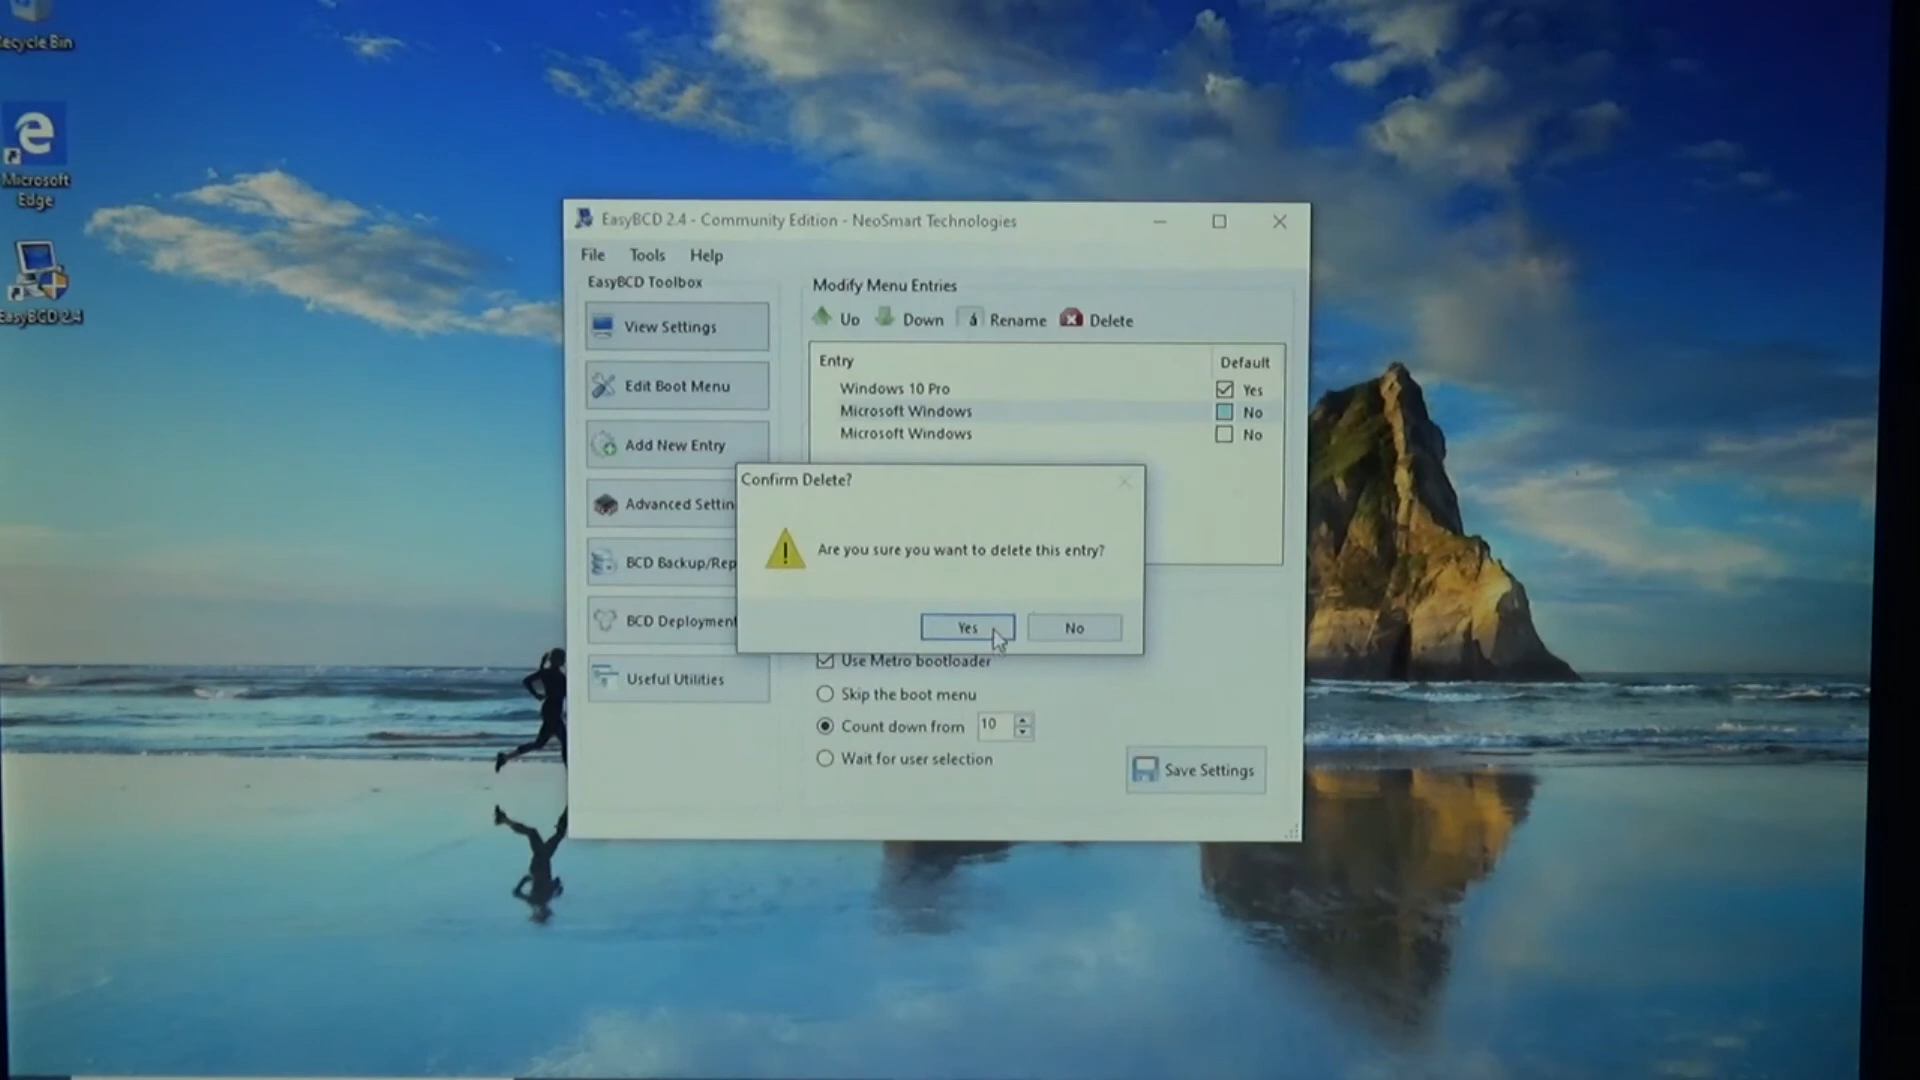 ecycle Bin
Microsoft
Edge
EasyBCD 2.4
EasyBCD 2.4 - Community Edition - NeoSmart Technologies
File Tools Help
EasyBCD Toolbox
View Settings
Edit Boot Menu
Add New Entry
Advanced Settin
BCD Backup/Rep
BCD Deployment
Useful Utilities
Modify Menu Entries
Up Down Rename Delete
Entry Default
Windows 10 Pro Yes
Microsoft Windows No
Microsoft Windows No
Confirm Delete?
Are you sure you want to delete this entry?
Yes No
Use Metro bootloader
Skip the boot menu
Count down from 10
Wait for user selection
Save Settings